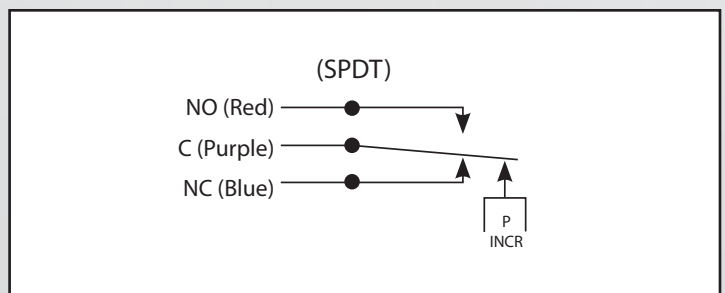 (SPDT)
NO (Red)
C (Purple)
NC (Blue)
P
INCR